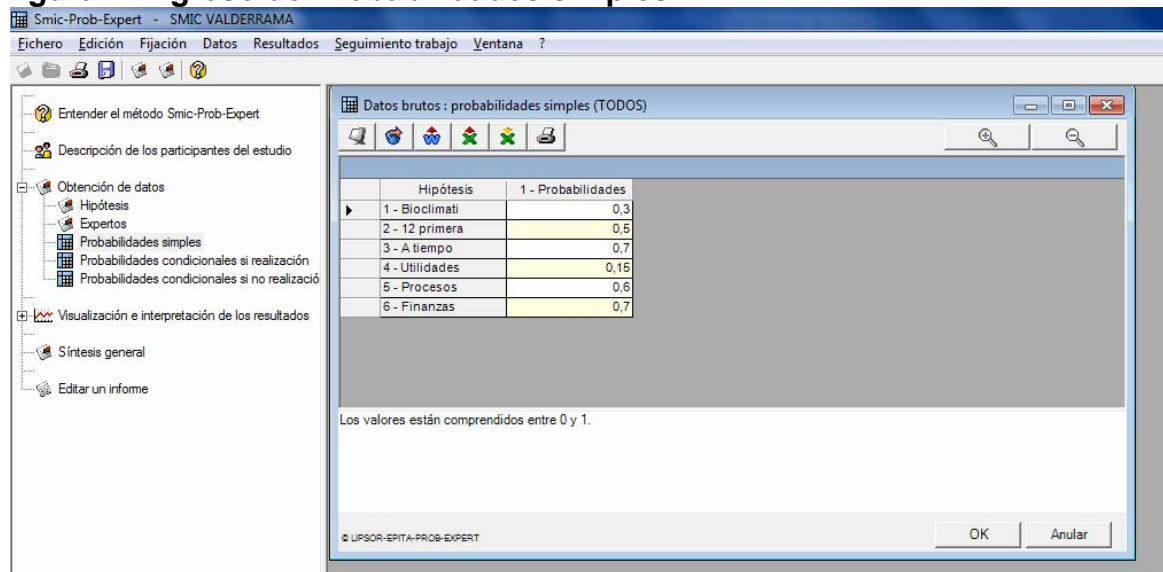 Smic-Prob-Expert - SMIC VALDERRAMA
Fichero Edición Fijación Datos Resultados Seguimiento trabajo Ventana ?
Entender el método Smic-Prob-Expert
Descripción de los participantes del estudio
Obtención de datos
Hipótesis
Expertos
Probabilidades simples
Probabilidades condicionales si realización
Probabilidades condicionales si no realizació
Visualización e interpretación de los resultados
Síntesis general
Editar un informe
Datos brutos : probabilidades simples (TODOS)
Hipótesis 1 - Probabilidades
1 - Bioclimati 0,3
2 - 12 primera 0,5
3 - A tiempo 0,7
4 - Utilidades 0,15
5 - Procesos 0,6
6 - Finanzas 0,7
Los valores están comprendidos entre 0 y 1.
© LIPSOR-EPITA-PROB-EXPERT
OK Anular